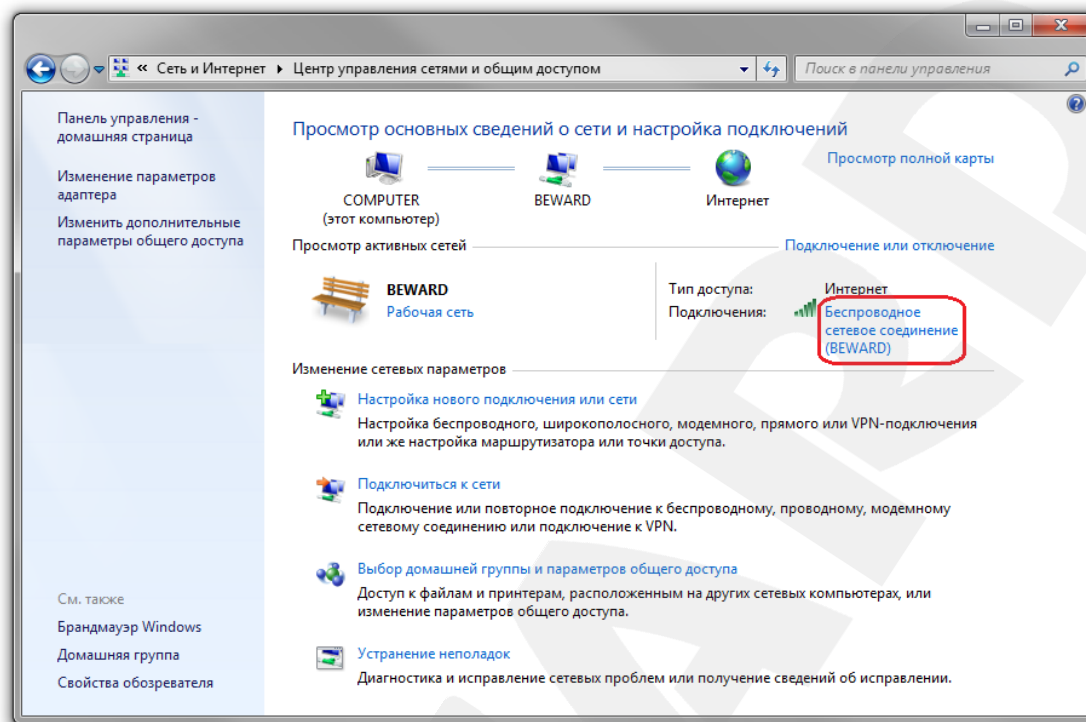 « Сеть и Интернет ▸ Центр управления сетями и общим доступом
Поиск в панели управления
Панель управления -
домашняя страница
Изменение параметров
адаптера
Изменить дополнительные
параметры общего доступа
См. также
Брандмауэр Windows
Домашняя группа
Свойства обозревателя
Просмотр основных сведений о сети и настройка подключений
Просмотр полной карты
COMPUTER
(этот компьютер)
BEWARD
Интернет
Просмотр активных сетей
Подключение или отключение
BEWARD
Рабочая сеть
Тип доступа:
Интернет
Подключения:
Беспроводное
сетевое соединение
(BEWARD)
Изменение сетевых параметров
Настройка нового подключения или сети
Настройка беспроводного, широкополосного, модемного, прямого или VPN-подключения
или же настройка маршрутизатора или точки доступа.
Подключиться к сети
Подключение или повторное подключение к беспроводному, проводному, модемному
сетевому соединению или подключение к VPN.
Выбор домашней группы и параметров общего доступа
Доступ к файлам и принтерам, расположенным на других сетевых компьютерах, или
изменение параметров общего доступа.
Устранение неполадок
Диагностика и исправление сетевых проблем или получение сведений об исправлении.